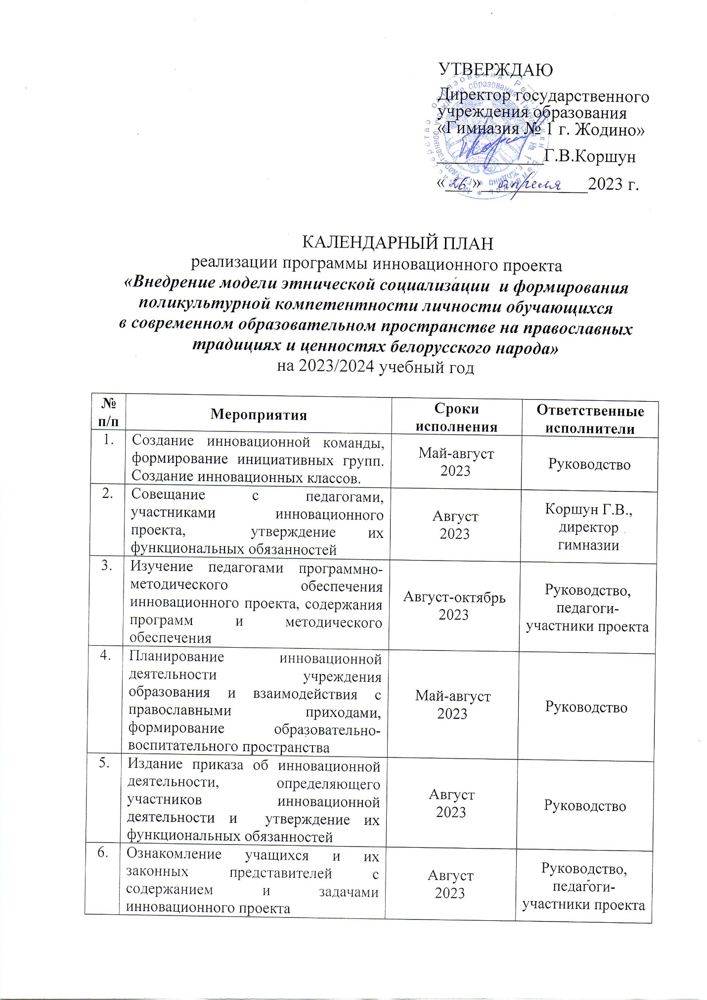 УТВЕРЖДАЮ
Директор государственного
учреждения образования
«Гимназия № 1 г. Жодино»
____________Г.В.Коршун
«26» апреля 2023 г.
КАЛЕНДАРНЫЙ ПЛАН
реализации программы инновационного проекта
«Внедрение модели этнической социализации и формирования
поликультурной компетентности личности обучающихся
в современном образовательном пространстве на православных
традициях и ценностях белорусского народа»
на 2023/2024 учебный год
№
п/п
Мероприятия
Сроки
исполнения
Ответственные
исполнители
1.
Создание инновационной команды,
формирование инициативных групп.
Создание инновационных классов.
Май-август
2023
Руководство
2.
Совещание с педагогами,
участниками инновационного
проекта, утверждение их
функциональных обязанностей
Август
2023
Коршун Г.В.,
директор
гимназии
3.
Изучение педагогами программно-
методического обеспечения
инновационного проекта, содержания
программ и методического
обеспечения
Август-октябрь
2023
Руководство,
педагоги-
участники проекта
4.
Планирование инновационной
деятельности учреждения
образования и взаимодействия с
православными приходами,
формирование образовательно-
воспитательного пространства
Май-август
2023
Руководство
5.
Издание приказа об инновационной
деятельности, определяющего
участников инновационной
деятельности и утверждение их
функциональных обязанностей
Август
2023
Руководство
6.
Ознакомление учащихся и их
законных представителей с
содержанием и задачами
инновационного проекта
Август
2023
Руководство,
педагоги-
участники проекта